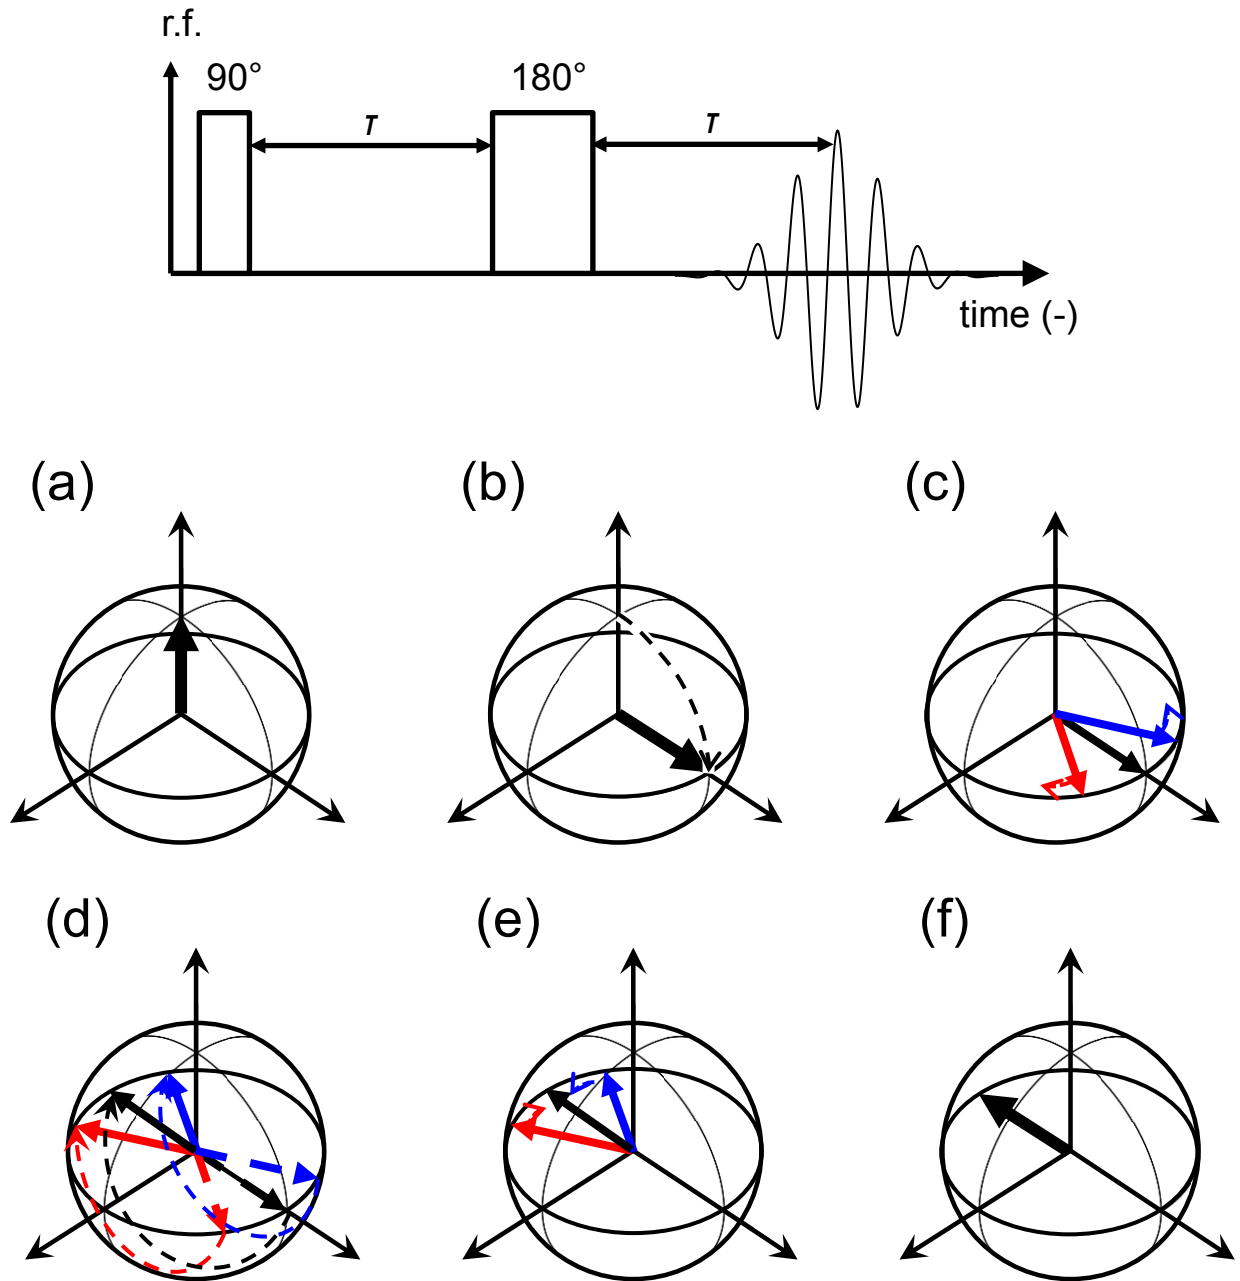 r.f.
90° 180°
τ τ
time (-)
(a) (b) (c)
(d) (e) (f)